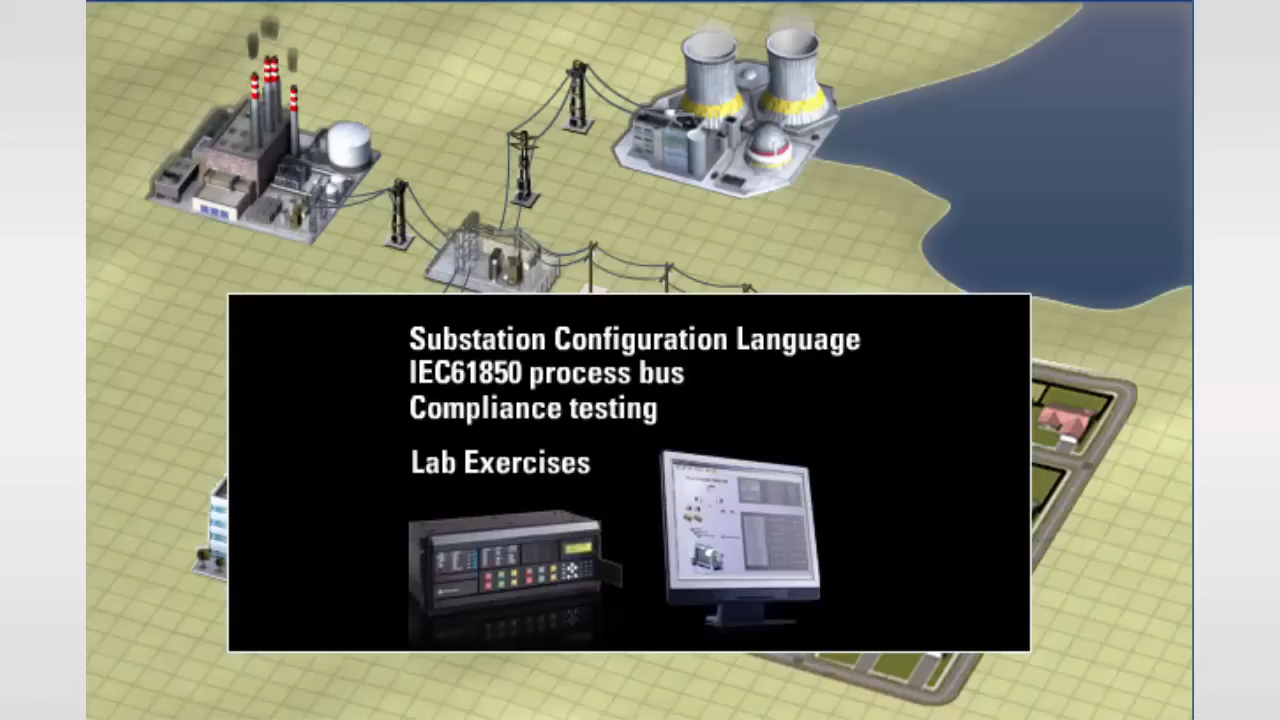 Substation Configuration Language
IEC61850 process bus
Compliance testing
Lab Exercises